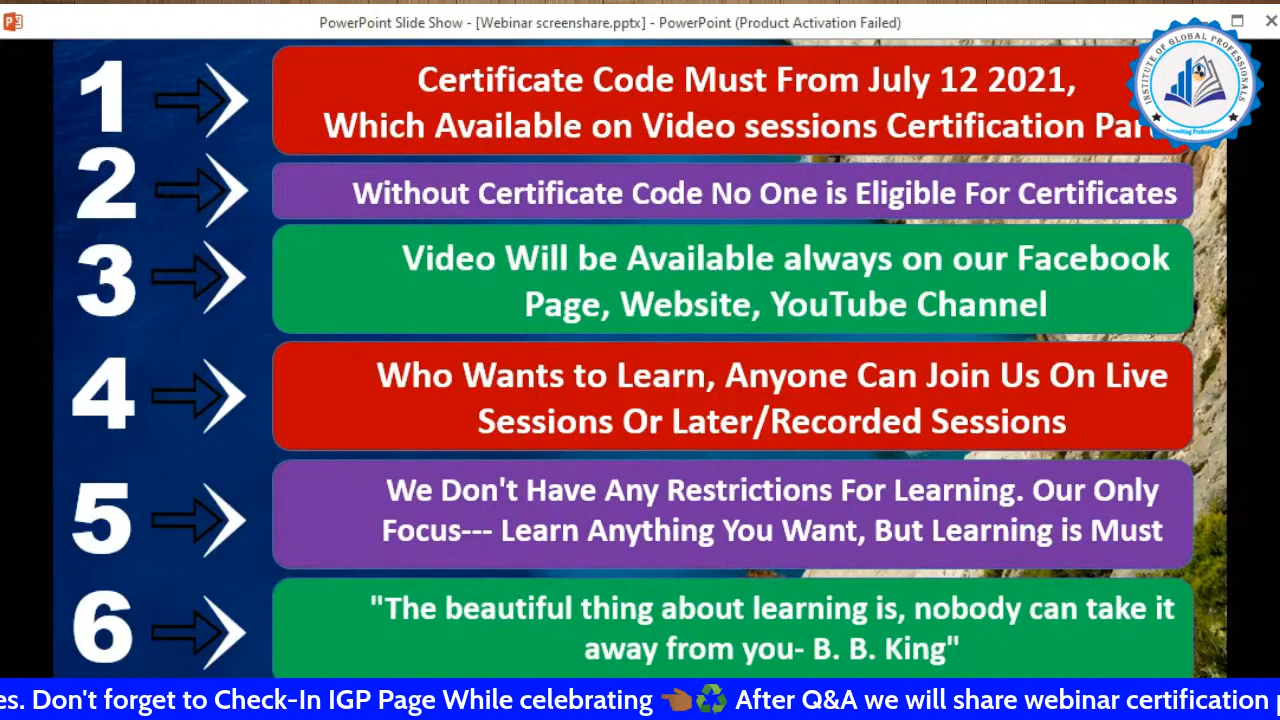 PowerPoint Slide Show - [Webinar screenshare.pptx] - PowerPoint (Product Activation Failed)
INSTITUTE OF GLOBAL PROFESSIONALS
Consulting Professionals
1
Certificate Code Must From July 12 2021,
Which Available on Video sessions Certification Par
2
Without Certificate Code No One is Eligible For Certificates
3
Video Will be Available always on our Facebook
Page, Website, YouTube Channel
4
Who Wants to Learn, Anyone Can Join Us On Live
Sessions Or Later/Recorded Sessions
5
We Don't Have Any Restrictions For Learning. Our Only
Focus--- Learn Anything You Want, But Learning is Must
6
"The beautiful thing about learning is, nobody can take it
away from you- B. B. King"
es. Don't forget to Check-In IGP Page While celebrating 👈🏾♻️ After Q&A we will share webinar certification